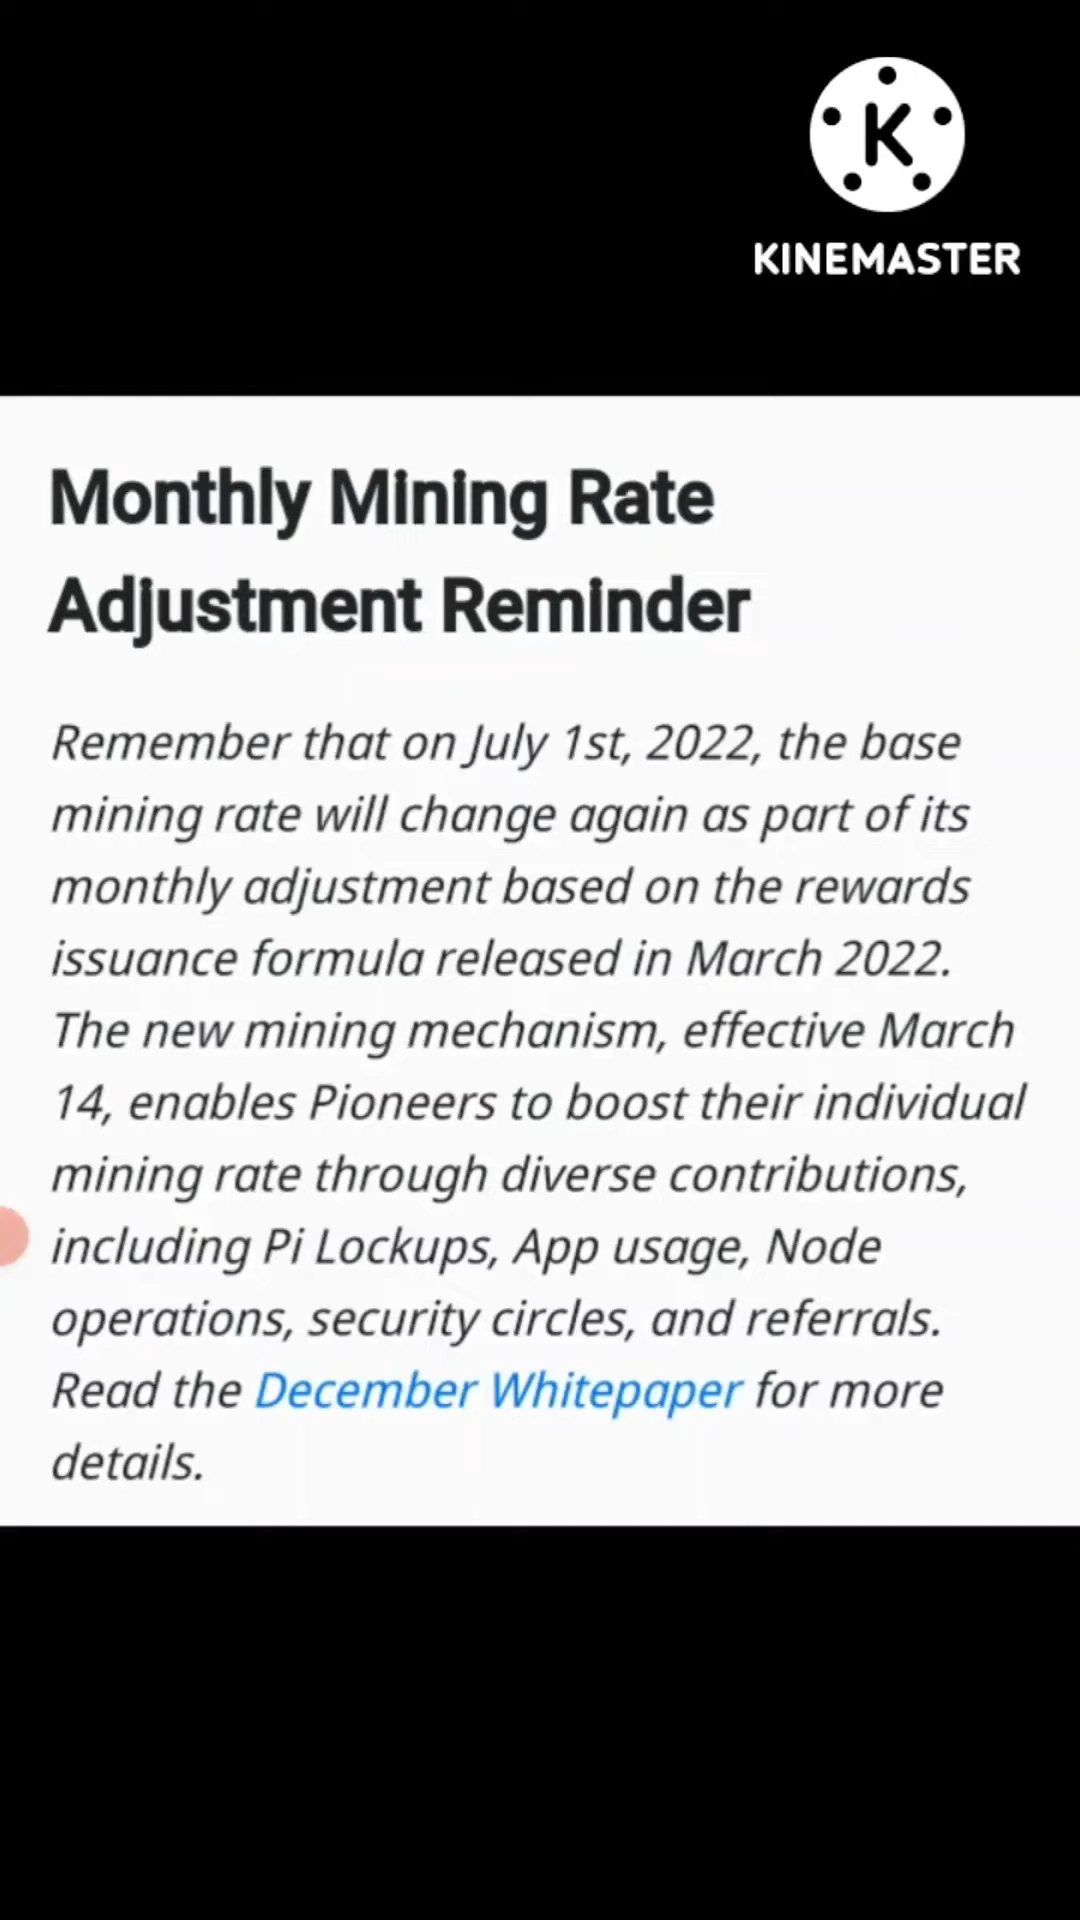 K
KINEMASTER
Monthly Mining Rate
Adjustment Reminder
Remember that on July 1st, 2022, the base
mining rate will change again as part of its
monthly adjustment based on the rewards
issuance formula released in March 2022.
The new mining mechanism, effective March
14, enables Pioneers to boost their individual
mining rate through diverse contributions,
including Pi Lockups, App usage, Node
operations, security circles, and referrals.
Read the December Whitepaper for more
details.